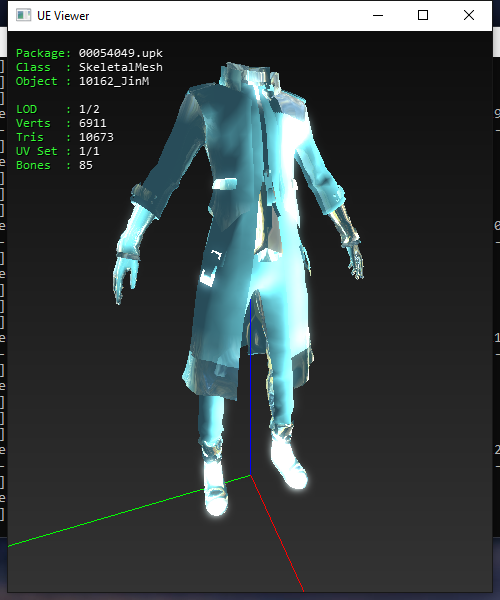 UE Viewer
Package: 00054049.upk
Class  : SkeletalMesh
Object : 10162_JinM
LOD    : 1/2
Verts  : 6911
Tris   : 10673
UV Set : 1/1
Bones  : 85